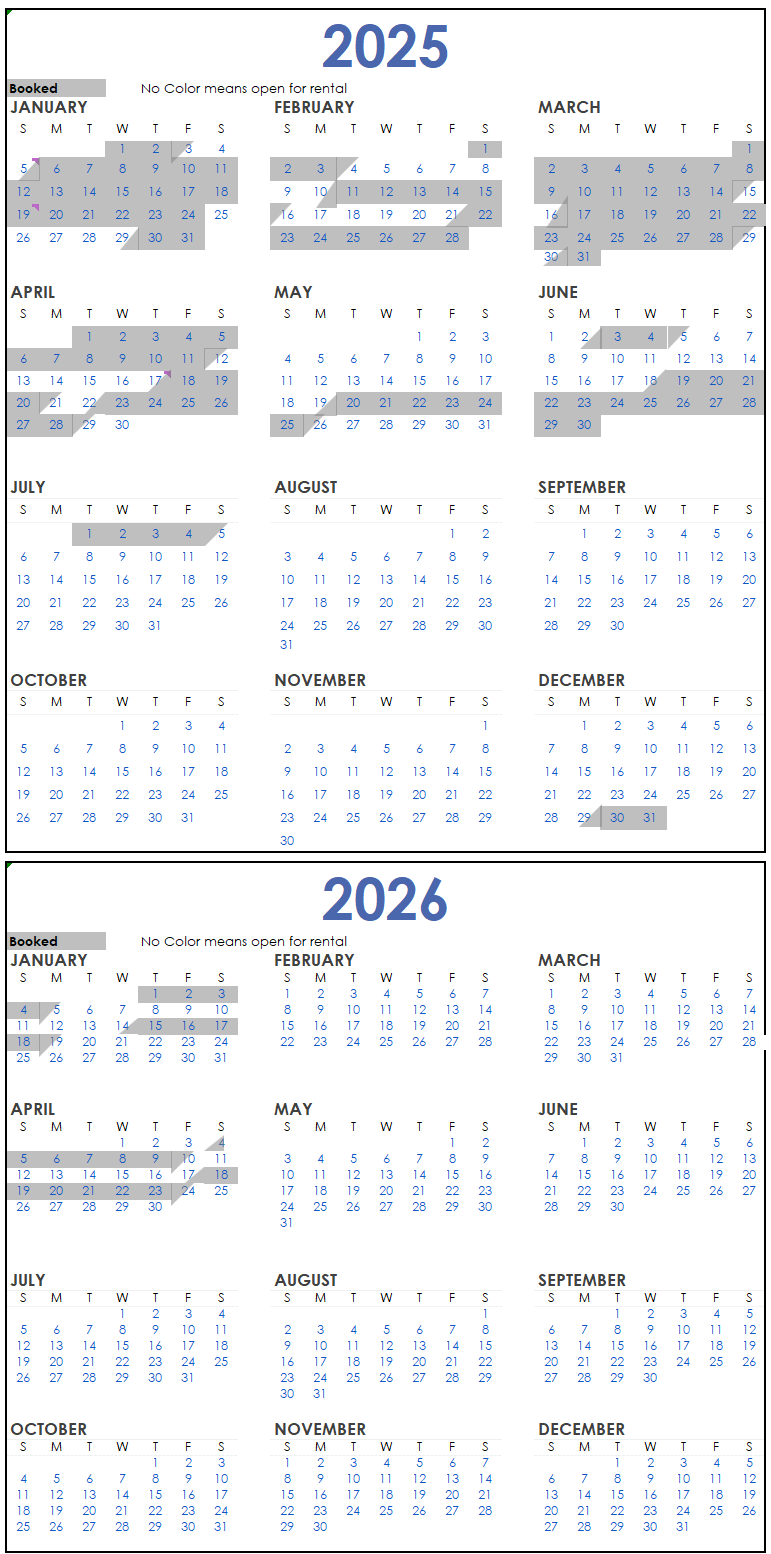 2025
Booked No Color means open for rental
JANUARY FEBRUARY MARCH
S M T W T F S S M T W T F S S M T W T F S
1 2 3 4 1 1
5 6 7 8 9 10 11 2 3 4 5 6 7 8 2 3 4 5 6 7 8
12 13 14 15 16 17 18 9 10 11 12 13 14 15 9 10 11 12 13 14 15
19 20 21 22 23 24 25 16 17 18 19 20 21 22 16 17 18 19 20 21 22
26 27 28 29 30 31 23 24 25 26 27 28 23 24 25 26 27 28 29
30 31
APRIL MAY JUNE
S M T W T F S S M T W T F S S M T W T F S
1 2 3 4 5 1 2 3 1 2 3 4 5 6 7
6 7 8 9 10 11 12 4 5 6 7 8 9 10 8 9 10 11 12 13 14
13 14 15 16 17 18 19 11 12 13 14 15 16 17 15 16 17 18 19 20 21
20 21 22 23 24 25 26 18 19 20 21 22 23 24 22 23 24 25 26 27 28
27 28 29 30 25 26 27 28 29 30 31 29 30
JULY AUGUST SEPTEMBER
S M T W T F S S M T W T F S S M T W T F S
1 2 3 4 5 1 2 1 2 3 4 5 6
6 7 8 9 10 11 12 3 4 5 6 7 8 9 7 8 9 10 11 12 13
13 14 15 16 17 18 19 10 11 12 13 14 15 16 14 15 16 17 18 19 20
20 21 22 23 24 25 26 17 18 19 20 21 22 23 21 22 23 24 25 26 27
27 28 29 30 31 24 25 26 27 28 29 30 28 29 30
31
OCTOBER NOVEMBER DECEMBER
S M T W T F S S M T W T F S S M T W T F S
1 2 3 4 1 1 2 3 4 5 6
5 6 7 8 9 10 11 2 3 4 5 6 7 8 7 8 9 10 11 12 13
12 13 14 15 16 17 18 9 10 11 12 13 14 15 14 15 16 17 18 19 20
19 20 21 22 23 24 25 16 17 18 19 20 21 22 21 22 23 24 25 26 27
26 27 28 29 30 31 23 24 25 26 27 28 29 28 29 30 31
30
2026
Booked No Color means open for rental
JANUARY FEBRUARY MARCH
S M T W T F S S M T W T F S S M T W T F S
1 2 3 1 2 3 4 5 6 7 1 2 3 4 5 6 7
4 5 6 7 8 9 10 8 9 10 11 12 13 14 8 9 10 11 12 13 14
11 12 13 14 15 16 17 15 16 17 18 19 20 21 15 16 17 18 19 20 21
18 19 20 21 22 23 24 22 23 24 25 26 27 28 22 23 24 25 26 27 28
25 26 27 28 29 30 31 29 30 31
APRIL MAY JUNE
S M T W T F S S M T W T F S S M T W T F S
1 2 3 4 1 2 1 2 3 4 5 6
5 6 7 8 9 10 11 3 4 5 6 7 8 9 7 8 9 10 11 12 13
12 13 14 15 16 17 18 10 11 12 13 14 15 16 14 15 16 17 18 19 20
19 20 21 22 23 24 25 17 18 19 20 21 22 23 21 22 23 24 25 26 27
26 27 28 29 30 24 25 26 27 28 29 30 28 29 30
31
JULY AUGUST SEPTEMBER
S M T W T F S S M T W T F S S M T W T F S
1 2 3 4 1 1 2 3 4 5
5 6 7 8 9 10 11 2 3 4 5 6 7 8 6 7 8 9 10 11 12
12 13 14 15 16 17 18 9 10 11 12 13 14 15 13 14 15 16 17 18 19
19 20 21 22 23 24 25 16 17 18 19 20 21 22 20 21 22 23 24 25 26
26 27 28 29 30 31 23 24 25 26 27 28 29 27 28 29 30
30 31
OCTOBER NOVEMBER DECEMBER
S M T W T F S S M T W T F S S M T W T F S
1 2 3 1 2 3 4 5 6 7 1 2 3 4 5
4 5 6 7 8 9 10 8 9 10 11 12 13 14 6 7 8 9 10 11 12
11 12 13 14 15 16 17 15 16 17 18 19 20 21 13 14 15 16 17 18 19
18 19 20 21 22 23 24 22 23 24 25 26 27 28 20 21 22 23 24 25 26
25 26 27 28 29 30 31 29 30 27 28 29 30 31